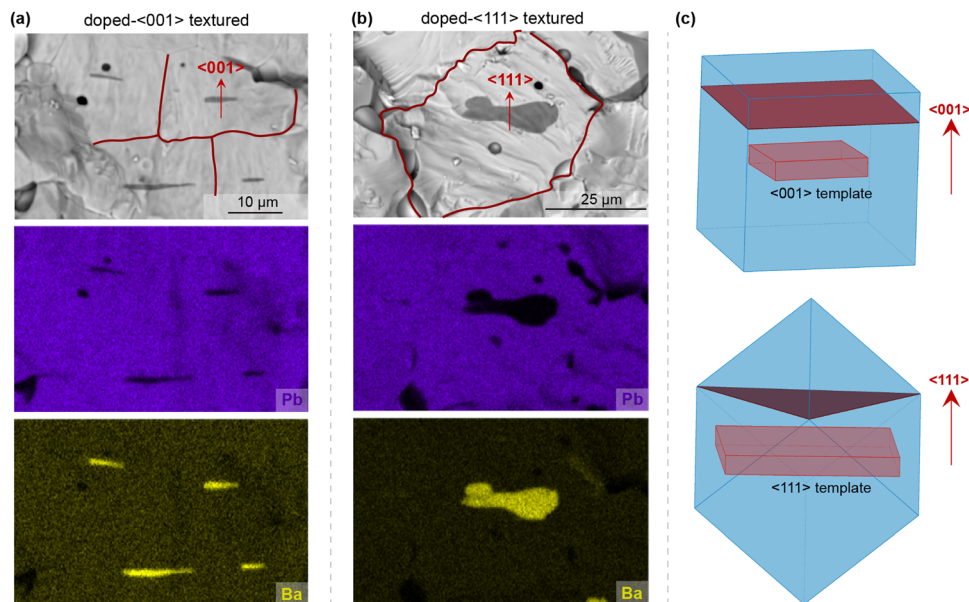 (a)
doped-<001> textured
<001>
10 µm
Pb
Ba
(b)
doped-<111> textured
<111>
25 µm
Pb
Ba
(c)
<001>
<001> template
<111>
<111> template